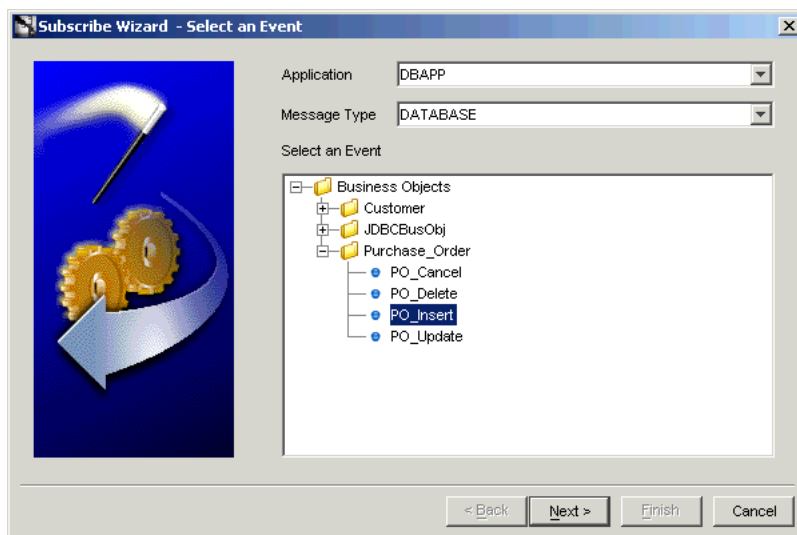 Subscribe Wizard - Select an Event
Application DBAPP
Message Type DATABASE
Select an Event
Business Objects
Customer
JDBCBusObj
Purchase_Order
PO_Cancel
PO_Delete
PO_Insert
PO_Update
< Back Next > Finish Cancel